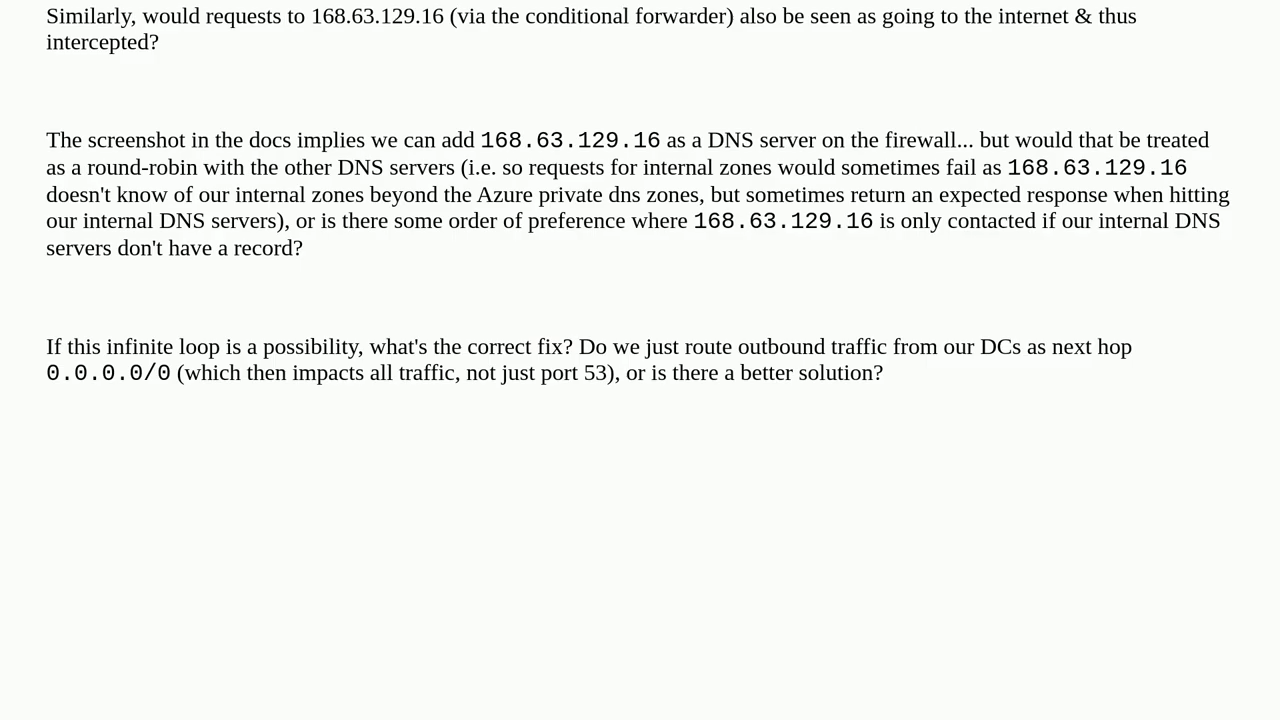 Similarly, would requests to 168.63.129.16 (via the conditional forwarder) also be seen as going to the internet & thus
intercepted?
The screenshot in the docs implies we can add 168.63.129.16 as a DNS server on the firewall... but would that be treated
as a round-robin with the other DNS servers (i.e. so requests for internal zones would sometimes fail as 168.63.129.16
doesn't know of our internal zones beyond the Azure private dns zones, but sometimes return an expected response when hitting
our internal DNS servers), or is there some order of preference where 168.63.129.16 is only contacted if our internal DNS
servers don't have a record?
If this infinite loop is a possibility, what's the correct fix? Do we just route outbound traffic from our DCs as next hop
0.0.0.0/0 (which then impacts all traffic, not just port 53), or is there a better solution?